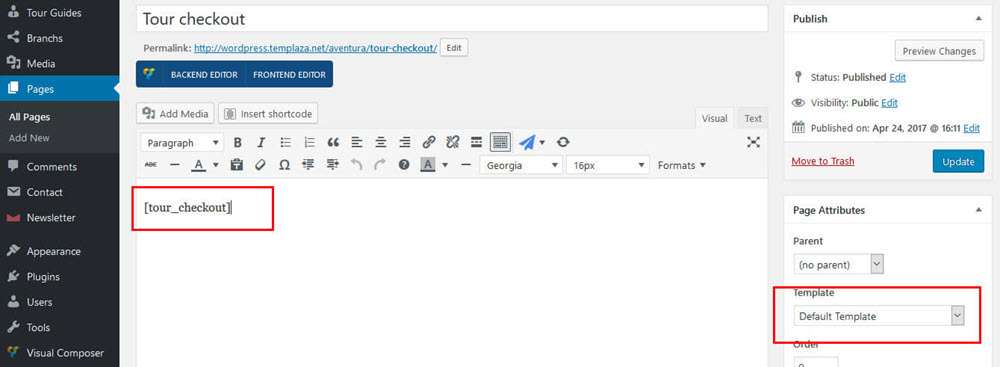 Tour Guides
Branchs
Media
Pages
All Pages
Add New
Comments
Contact
Newsletter
Appearance
Plugins
Users
Tools
Visual Composer
Tour checkout
Permalink: http://wordpress.templaza.net/aventura/tour-checkout/ Edit
BACKEND EDITOR FRONTEND EDITOR
Add Media Insert shortcode
Visual Text
Paragraph B I
ABC A Ω A Georgia 16px Formats
[tour_checkout]
Publish
Preview Changes
Status: Published Edit
Visibility: Public Edit
Published on: Apr 24, 2017 @ 16:11 Edit
Move to Trash Update
Page Attributes
Parent
(no parent)
Template
Default Template
Order